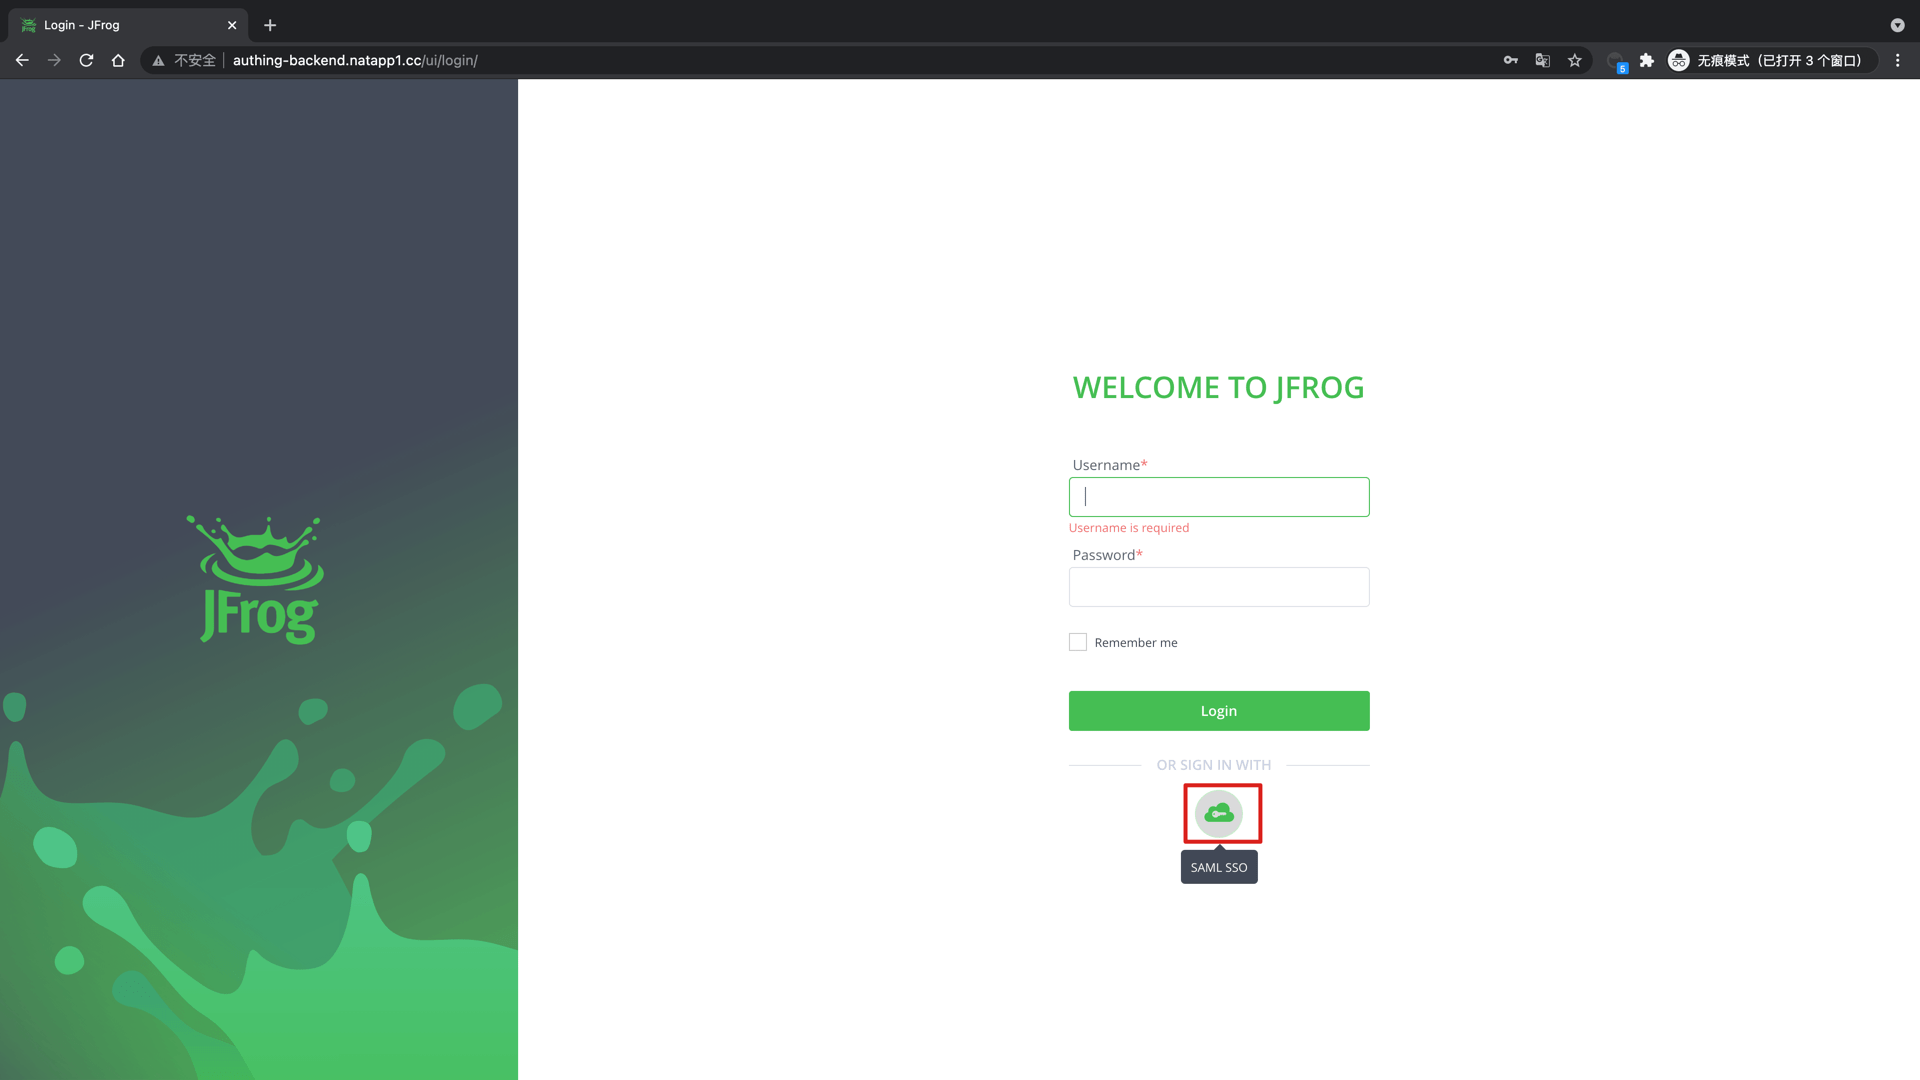 Login - JFrog
不安全 authing-backend.natapp1.cc/ui/login/
5
无痕模式（已打开 3 个窗口）
JFrog
WELCOME TO JFROG
Username*
Username is required
Password*
Remember me
Login
OR SIGN IN WITH
SAML SSO